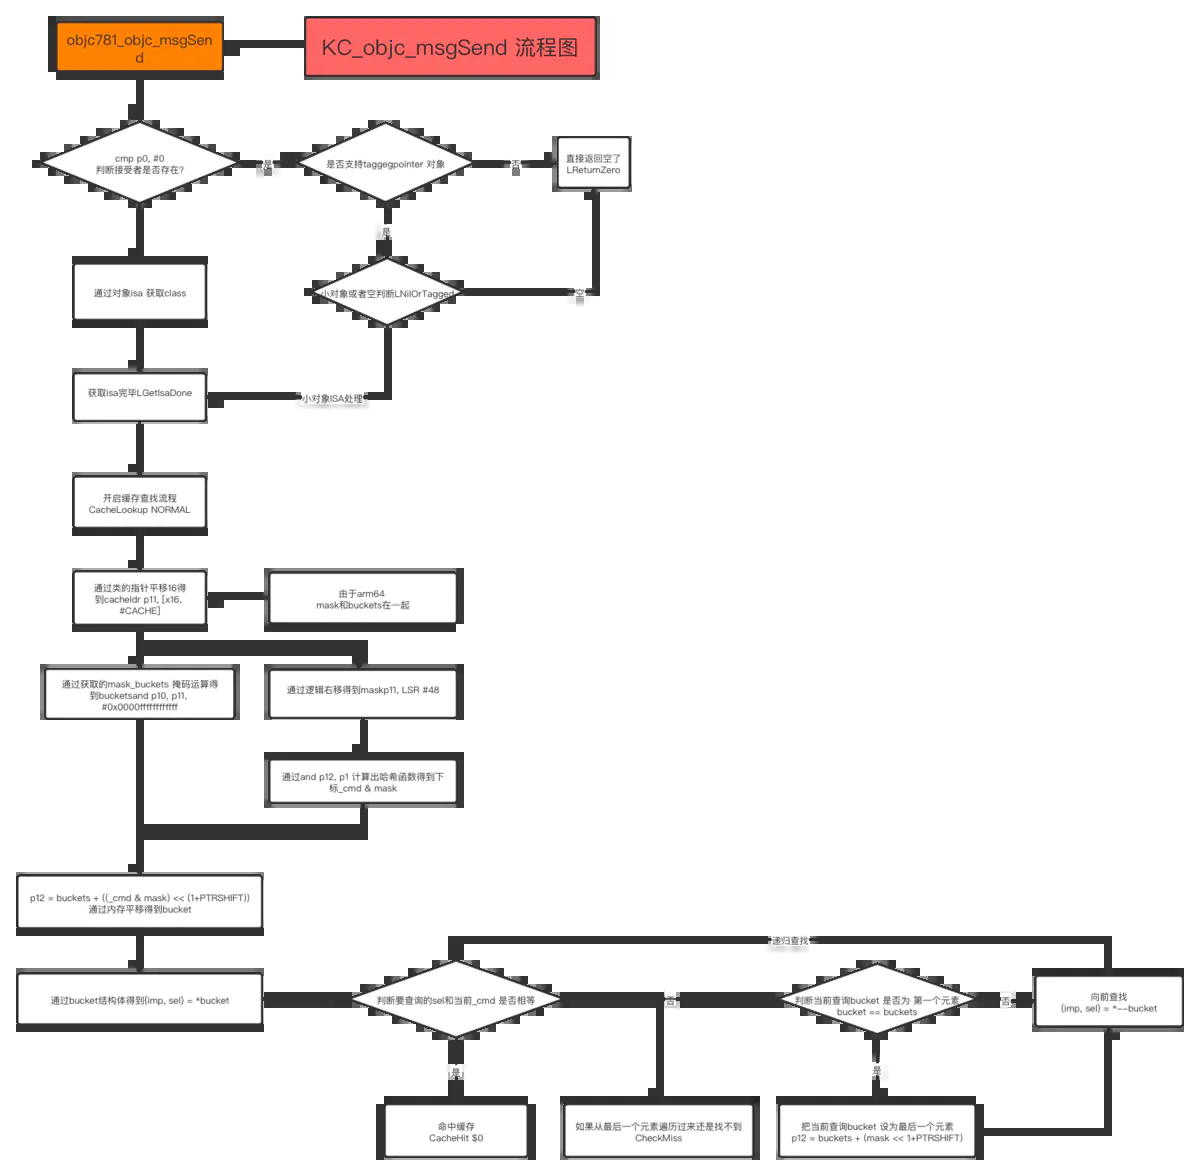 objc781_objc_msgSen
d
KC_objc_msgSend 流程图
cmp p0, #0
判断接受者是否存在?
是
是否支持taggegpointer 对象
否
直接返回空了
LReturnZero
是
小对象或者空判断LNilOrTagged
空
通过对象isa 获取class
获取isa完毕LGetIsaDone
小对象ISA处理
开启缓存查找流程
CacheLookup NORMAL
通过类的指针平移16得
到cacheldr p11, [x16,
#CACHE]
由于arm64
mask和buckets在一起
通过获取的mask_buckets 掩码运算得
到bucketsand p10, p11,
#0x0000ffffffffffff
通过逻辑右移得到maskp11, LSR #48
通过and p12, p1 计算出哈希函数得到下
标_cmd & mask
p12 = buckets + ((_cmd & mask) << (1+PTRSHIFT))
通过内存平移得到bucket
递归查找
通过bucket结构体得到{imp, sel} = *bucket
判断要查询的sel和当前_cmd 是否相等
否
判断当前查询bucket 是否为 第一个元素
bucket == buckets
否
向前查找
{imp, sel} = *--bucket
是
是
命中缓存
CacheHit $0
如果从最后一个元素遍历过来还是找不到
CheckMiss
把当前查询bucket 设为最后一个元素
p12 = buckets + (mask << 1+PTRSHIFT)